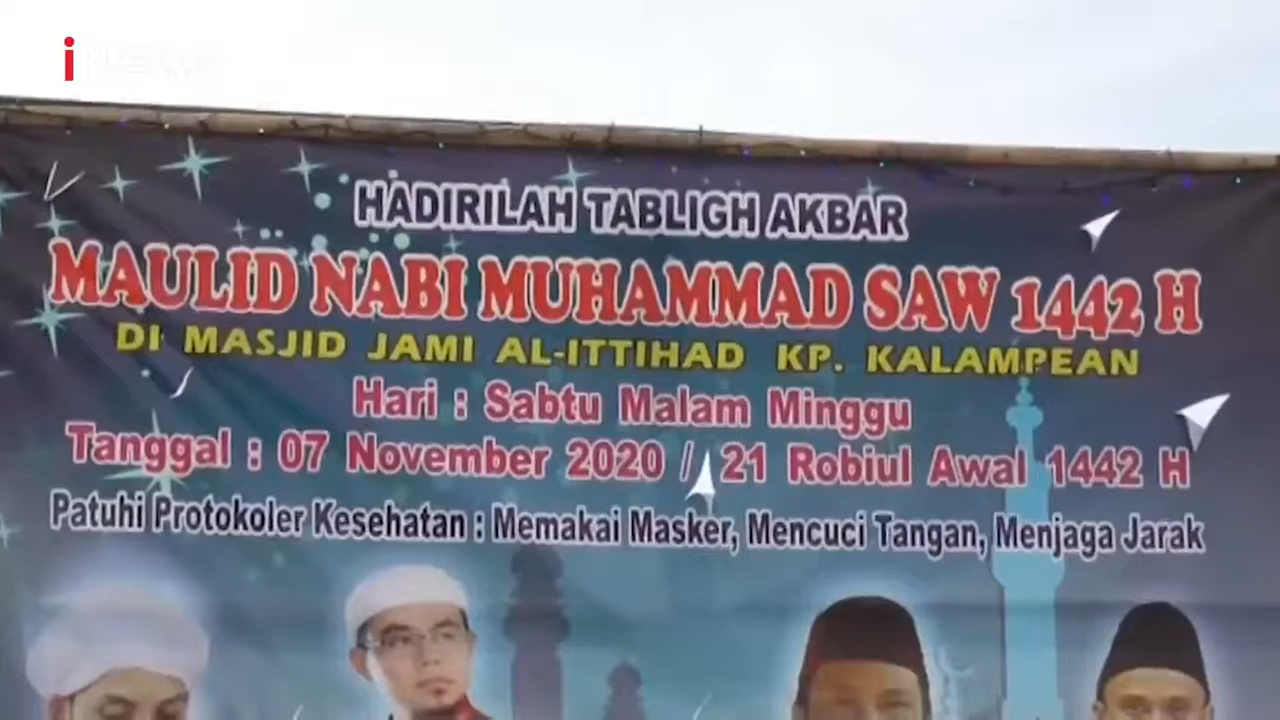 HADIRILAH TABLIGH AKBAR
MAULID NABI MUHAMMAD SAW 1442 H
DI MASJID JAMI AL-ITTIHAD KP. KALAMPEAN
Hari : Sabtu Malam Minggu
Tanggal : 07 November 2020 / 21 Robiul Awal 1442 H
Patuhi Protokoler Kesehatan : Memakai Masker, Mencuci Tangan, Menjaga Jarak